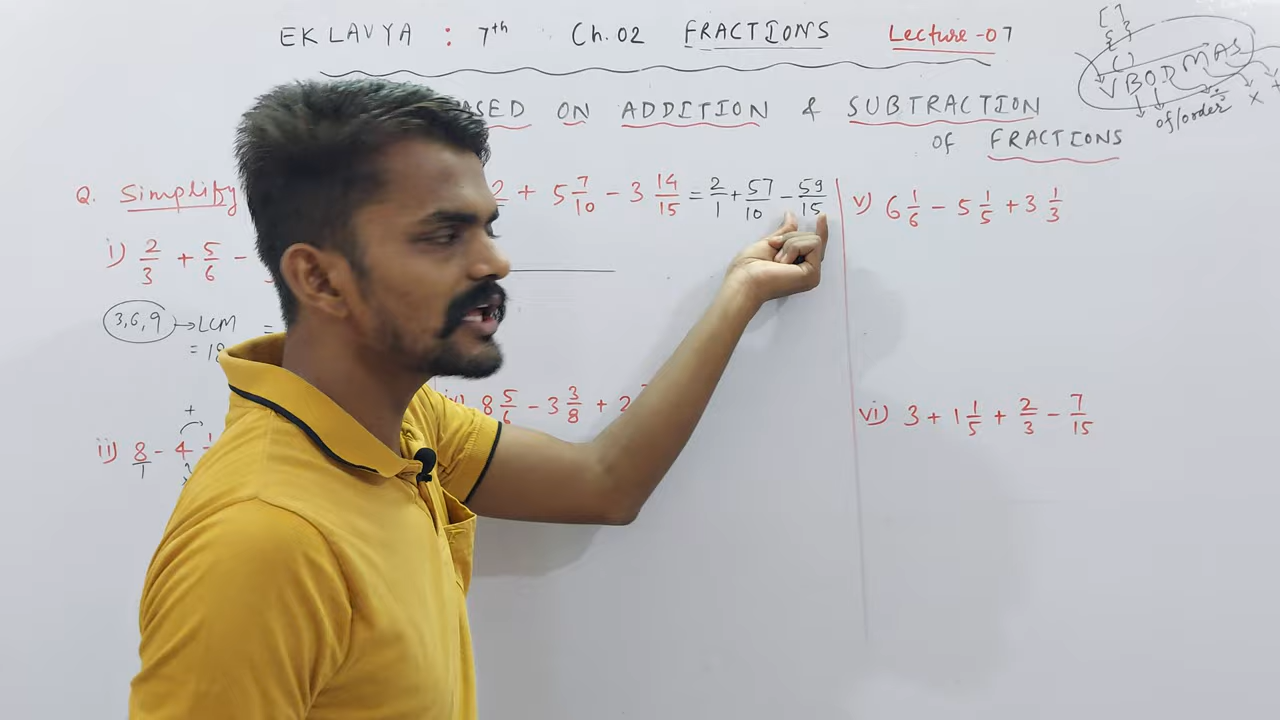 EKLAVYA : 7th Ch.02 FRACTIONS Lecture-07
[ ]
{ }
( )
VBODMAS
of/order ÷ × +
ON ADDITION & SUBTRACTION
OF FRACTIONS
Q. Simplify
i) 2/3 + 5/6 -
3,6,9 → LCM =
= 18
ii) 8/1 - 4
+ 5 7/10 - 3 14/15 = 2/1 + 57/10 - 59/15
8 5/6 - 3 3/8 + 2
v) 6 1/6 - 5 1/5 + 3 1/3
vi) 3 + 1 1/5 + 2/3 - 7/15